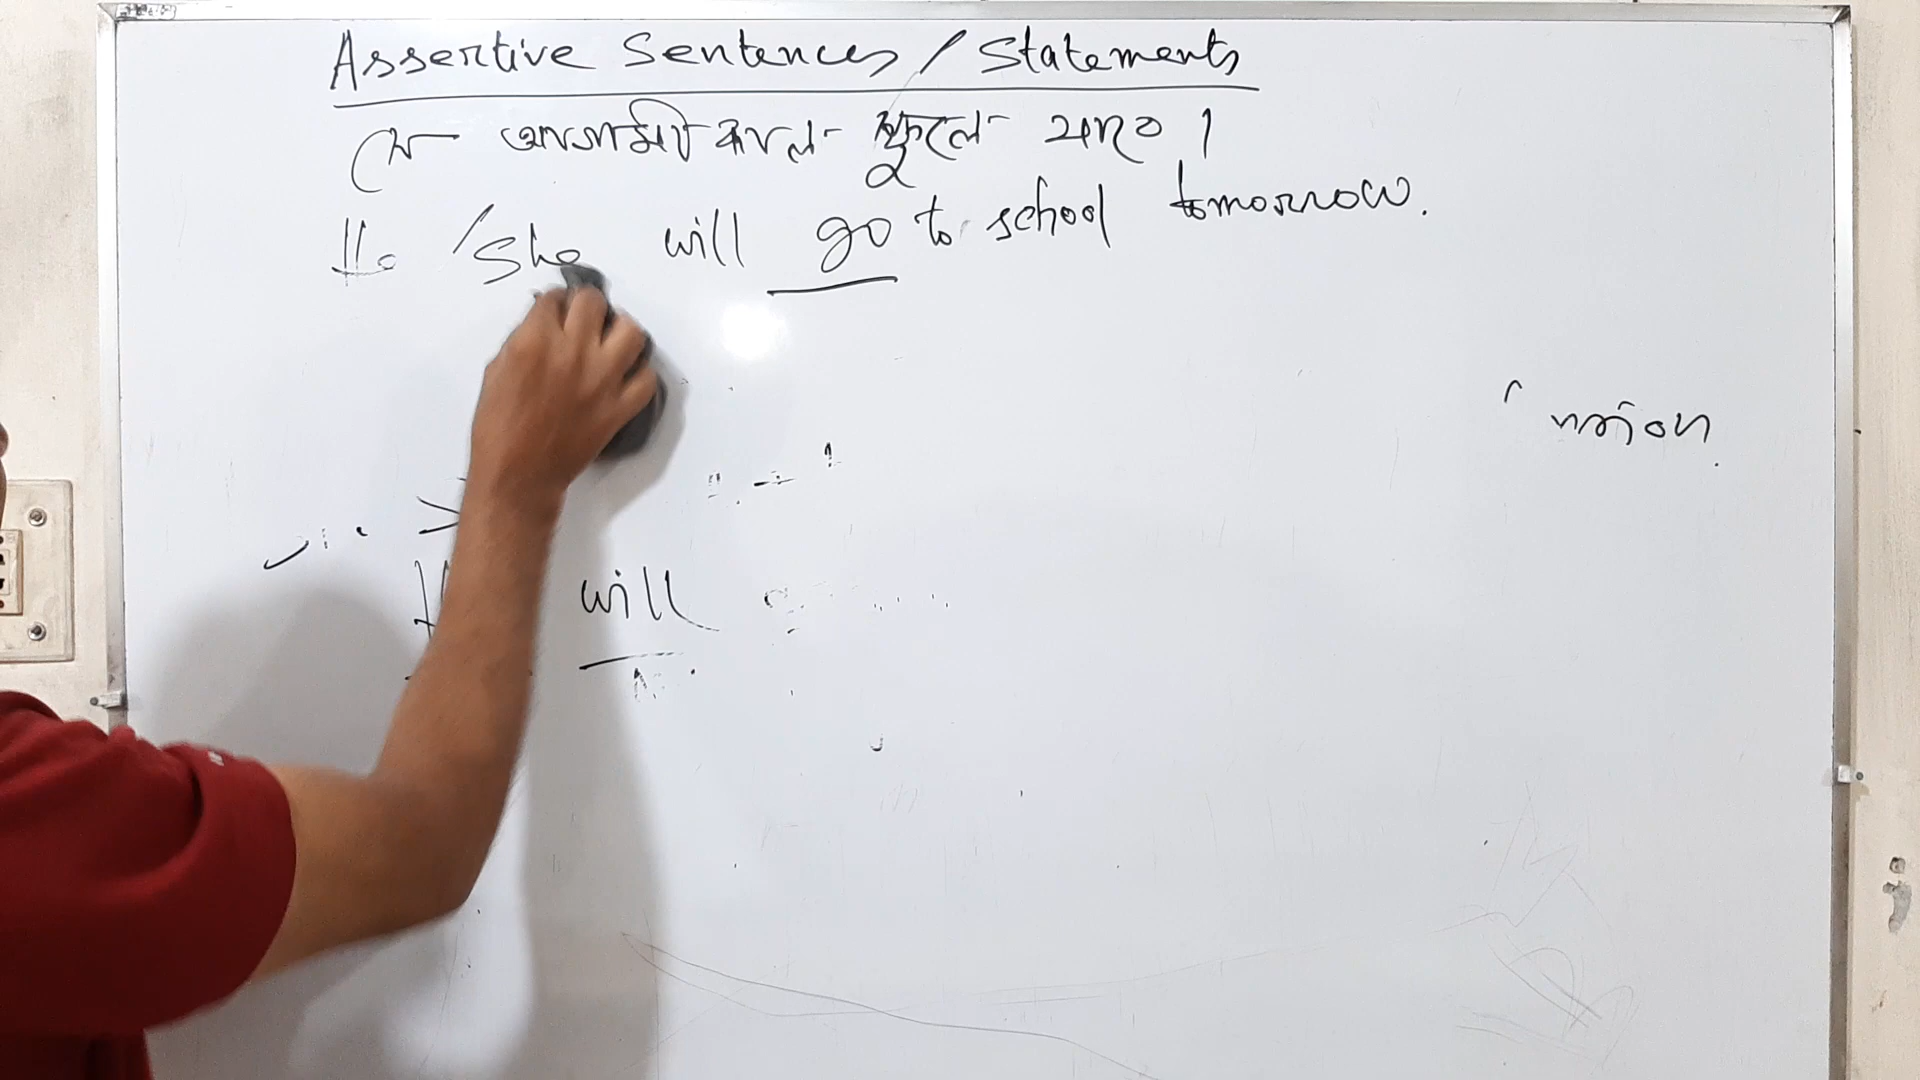 Assertive Sentences / Statements
সে আগামীকাল স্কুলে যাবে ।
He /She will go to school tomorrow.
will